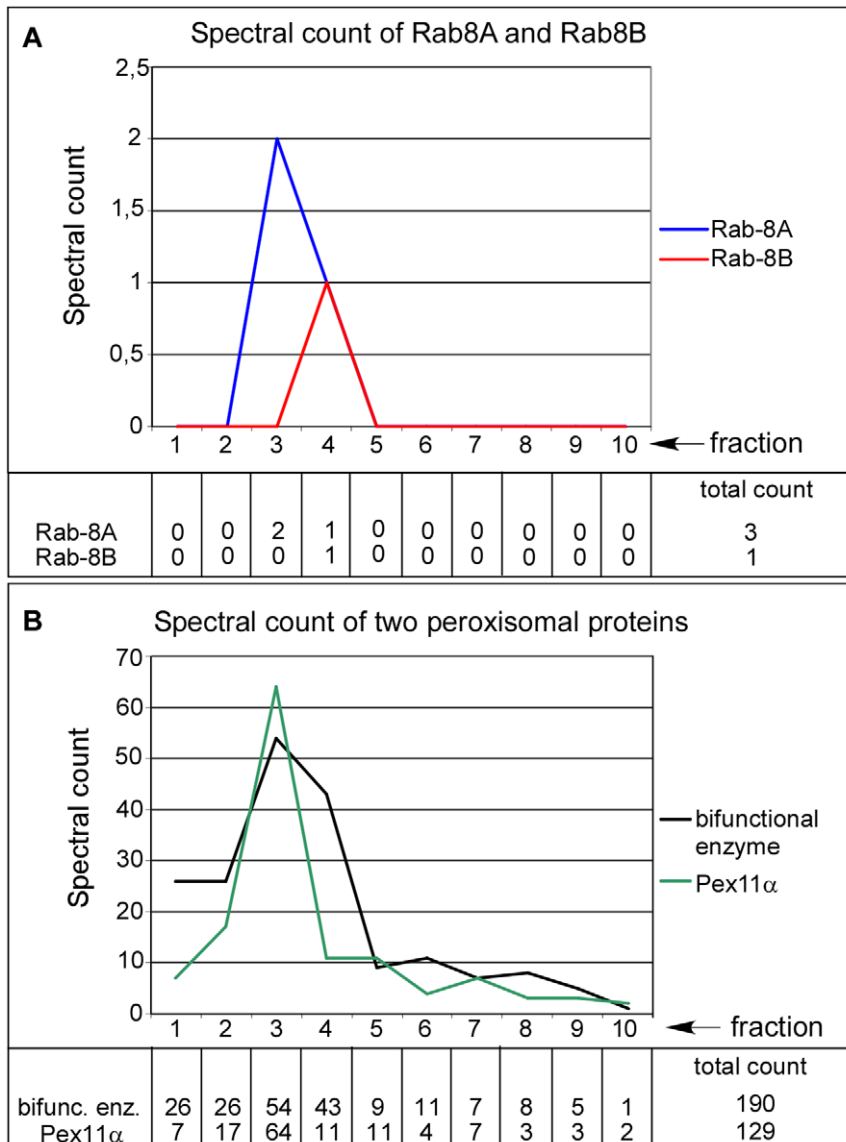 A
Spectral count of Rab8A and Rab8B
2,5
2
1,5
1
0,5
0
Spectral count
Rab-8A
Rab-8B
1 2 3 4 5 6 7 8 9 10
fraction
total count
Rab-8A 0 0 2 1 0 0 0 0 0 0 3
Rab-8B 0 0 0 1 0 0 0 0 0 0 1
B
Spectral count of two peroxisomal proteins
70
60
50
40
30
20
10
0
Spectral count
bifunctional
enzyme
Pex11α
1 2 3 4 5 6 7 8 9 10
fraction
total count
bifunc. enz. 26 26 54 43 9 11 7 8 5 1 190
Pex11α 7 17 64 11 11 4 7 3 3 2 129